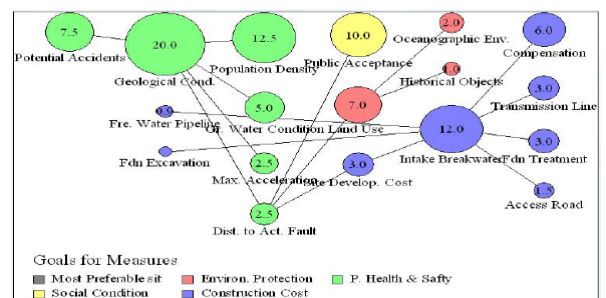 7.5
20.0
12.5
10.0
2.0
6.0
Potential Accidents
Geological Cond.
Population Density
Public Acceptance
Oceanographic Env.
Compensation
1.0
Historical Objects
3.0
Transmission Line
5.0
7.0
Fre. Water Pipeline
Gr. Water Condition
Land Use
12.0
3.0
Fdn Excavation
2.5
Max. Acceleration
3.0
Site Develop. Cost
Intake Breakwater
Fdn Treatment
1.5
Access Road
2.5
Dist. to Act. Fault
Goals for Measures
Most Preferable sit
Environ. Protection
P. Health & Safty
Social Condition
Construction Cost